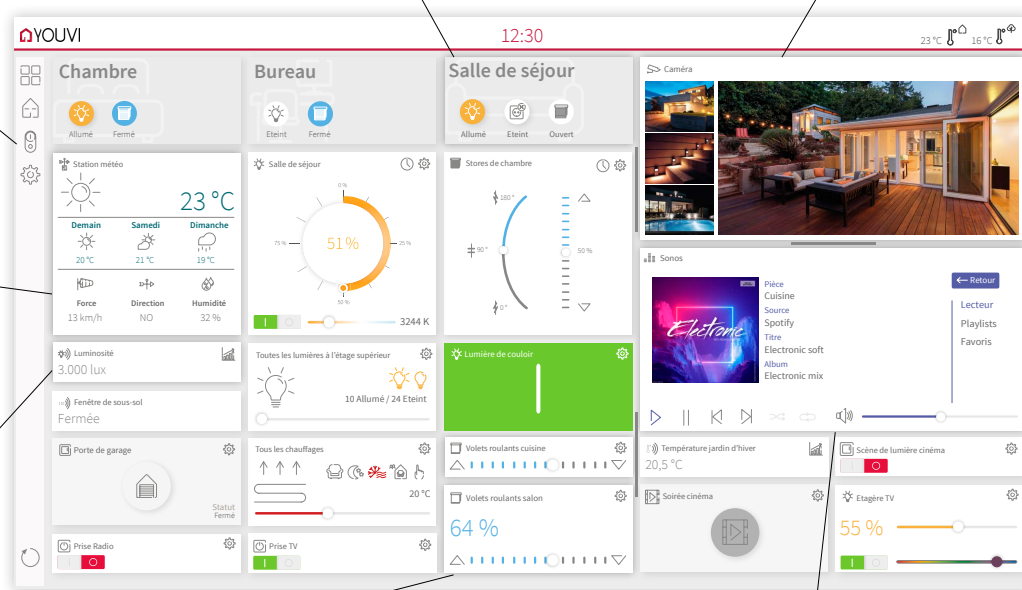 YOUVI
12:30
23 °C
16 °C
Chambre
Allumé
Fermé
Bureau
Eteint
Fermé
Salle de séjour
Allumé
Eteint
Ouvert
Caméra
Station météo
23 °C
Demain
Samedi
Dimanche
20 °C
21 °C
19 °C
Force
Direction
Humidité
13 km/h
NO
32 %
Salle de séjour
0 %
75 %
51%
25 %
50 %
3244 K
Stores de chambre
180 °
90 °
0 °
50 %
Sonos
Electronic
Pièce
Cuisine
Source
Spotify
Titre
Electronic soft
Album
Electronic mix
Retour
Lecteur
Playlists
Favoris
Luminosité
3.000 lux
Fenêtre de sous-sol
Fermée
Toutes les lumières à l'étage supérieur
10 Allumé / 24 Eteint
Lumière de couloir
Porte de garage
Statut
Fermé
Tous les chauffages
20 °C
Volets roulants cuisine
Volets roulants salon
64 %
Température jardin d'hiver
20,5 °C
Scène de lumière cinéma
Soirée cinéma
Etagère TV
55 %
Prise Radio
Prise TV